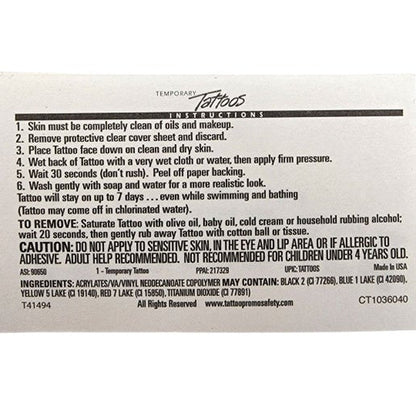 TEMPORARY
Tattoos
INSTRUCTIONS
1. Skin must be completely clean of oils and makeup.
2. Remove protective clear cover sheet and discard.
3. Place Tattoo face down on clean and dry skin.
4. Wet back of Tattoo with a very wet cloth or water, then apply firm pressure.
5. Wait 30 seconds (don't rush). Peel off paper backing.
6. Wash gently with soap and water for a more realistic look.
Tattoo will stay on up to 7 days . . . even while swimming and bathing
(Tattoo may come off in chlorinated water).
TO REMOVE: Saturate Tattoo with olive oil, baby oil, cold cream or household rubbing alcohol;
wait 20 seconds, then gently rub away Tattoo with cotton ball or tissue.
CAUTION: DO NOT APPLY TO SENSITIVE SKIN, IN THE EYE AND LIP AREA OR IF ALLERGIC TO
ADHESIVE. ADULT HELP RECOMMENDED. NOT RECOMMENDED FOR CHILDREN UNDER 4 YEARS OLD.
ASI: 90650 1 - Temporary Tattoo PPAI: 217329 UPIC: TATTOOS Made in USA
INGREDIENTS: ACRYLATES/VA/VINYL NEODECANOATE COPOLYMER MAY CONTAIN: BLACK 2 (CI 77266), BLUE 1 LAKE (CI 42090),
YELLOW 5 LAKE (CI 19140), RED 7 LAKE (CI 15850), TITANIUM DIOXIDE (CI 77891)
T41494 All Rights Reserved www.tattoopromosafety.com CT1036040